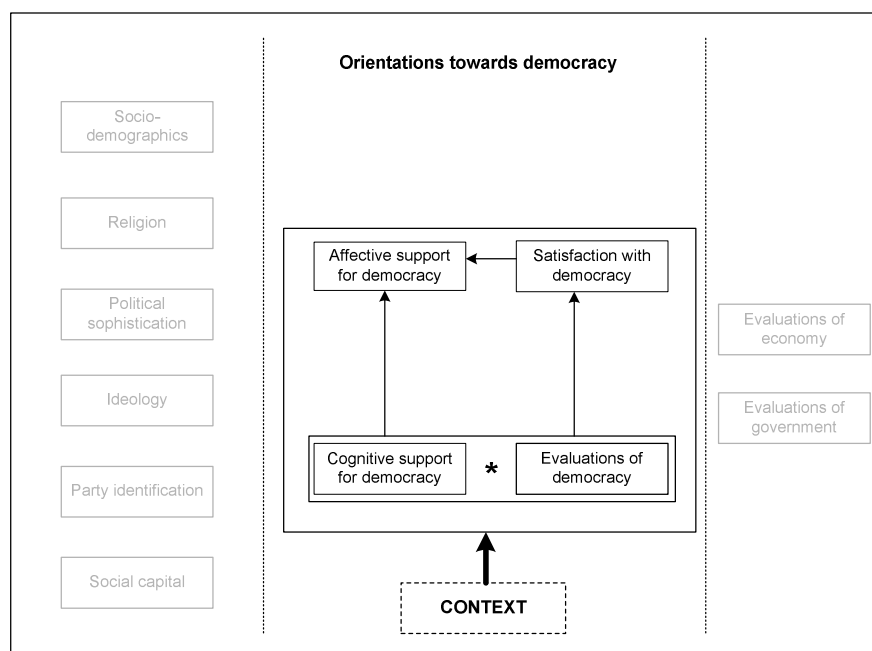 Orientations towards democracy
Socio-
demographics
Religion
Political
sophistication
Ideology
Party identification
Social capital
Affective support
for democracy
Satisfaction with
democracy
Cognitive support
for democracy
*
Evaluations of
democracy
CONTEXT
Evaluations of
economy
Evaluations of
government